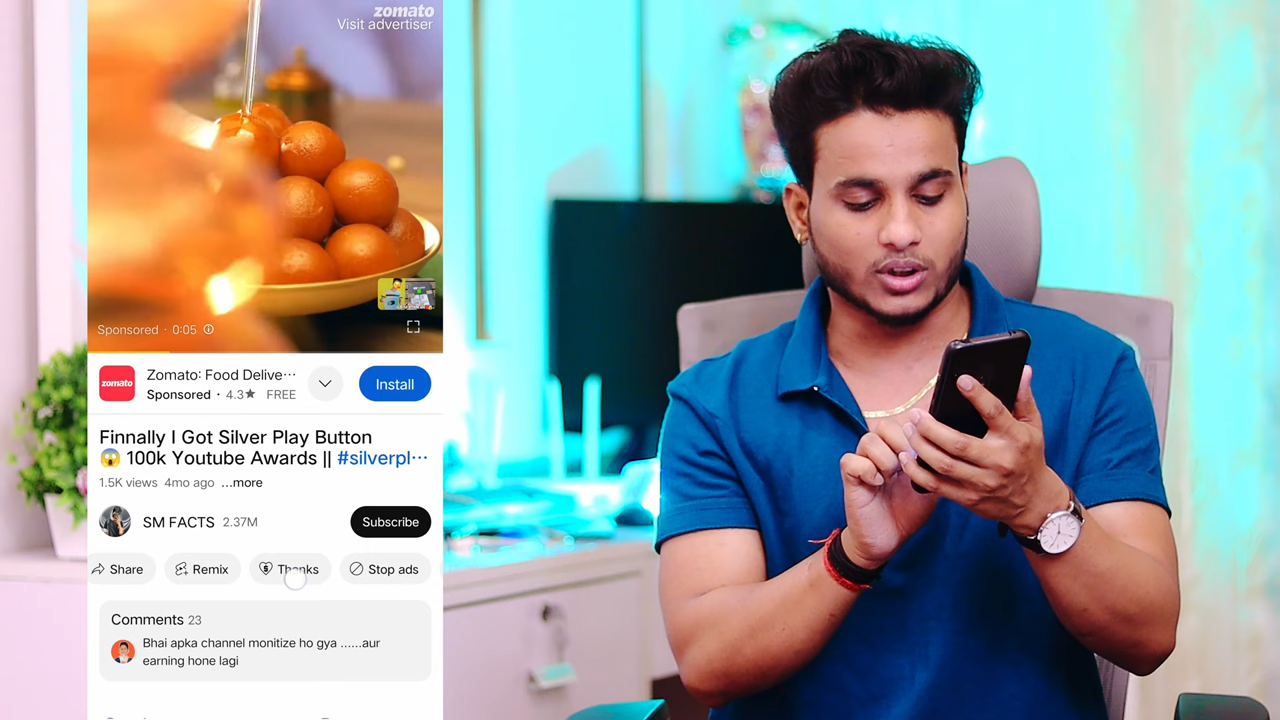 zomato
Visit advertiser
Sponsored · 0:05
zomato
Zomato: Food Delive…
Install
Sponsored · 4.3★ FREE
Finnally I Got Silver Play Button
😱 100k Youtube Awards || #silverpl…
1.5K views 4mo ago ...more
SM FACTS 2.37M
Subscribe
Share
Remix
Thanks
Stop ads
Comments 23
Bhai apka channel monitize ho gya ......aur
earning hone lagi